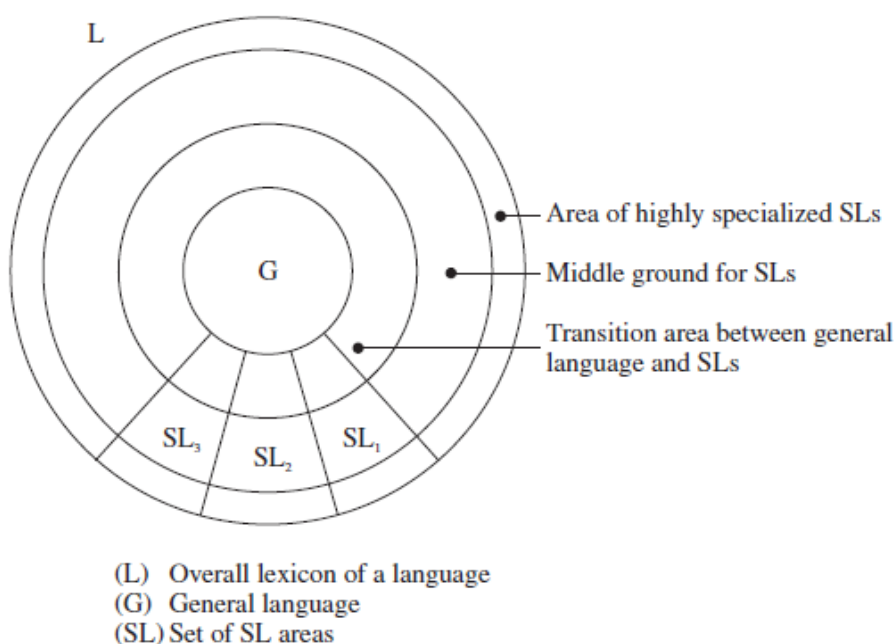 L
Area of highly specialized SLs
G
Middle ground for SLs
Transition area between general
language and SLs
SL₃
SL₂
SL₁
(L) Overall lexicon of a language
(G) General language
(SL) Set of SL areas